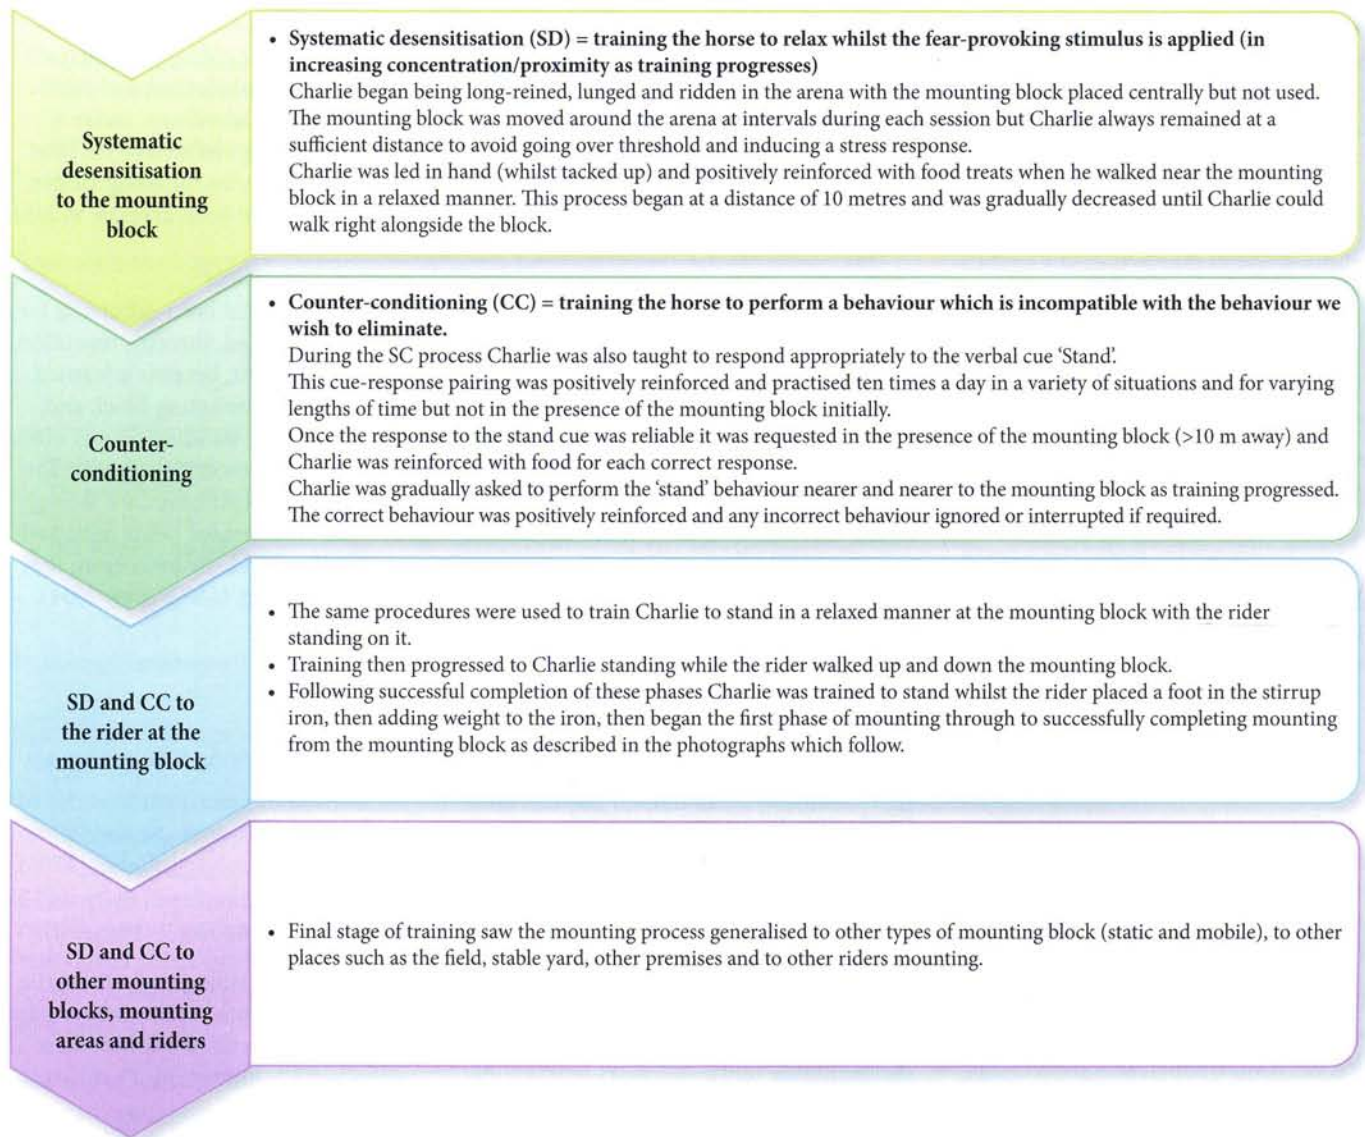 Systematic
desensitisation
to the mounting
block
• Systematic desensitisation (SD) = training the horse to relax whilst the fear-provoking stimulus is applied (in
increasing concentration/proximity as training progresses)
Charlie began being long-reined, lunged and ridden in the arena with the mounting block placed centrally but not used.
The mounting block was moved around the arena at intervals during each session but Charlie always remained at a
sufficient distance to avoid going over threshold and inducing a stress response.
Charlie was led in hand (whilst tacked up) and positively reinforced with food treats when he walked near the mounting
block in a relaxed manner. This process began at a distance of 10 metres and was gradually decreased until Charlie could
walk right alongside the block.
Counter-
conditioning
• Counter-conditioning (CC) = training the horse to perform a behaviour which is incompatible with the behaviour we
wish to eliminate.
During the SC process Charlie was also taught to respond appropriately to the verbal cue ‘Stand’.
This cue-response pairing was positively reinforced and practised ten times a day in a variety of situations and for varying
lengths of time but not in the presence of the mounting block initially.
Once the response to the stand cue was reliable it was requested in the presence of the mounting block (>10 m away) and
Charlie was reinforced with food for each correct response.
Charlie was gradually asked to perform the ‘stand’ behaviour nearer and nearer to the mounting block as training progressed.
The correct behaviour was positively reinforced and any incorrect behaviour ignored or interrupted if required.
SD and CC to
the rider at the
mounting block
• The same procedures were used to train Charlie to stand in a relaxed manner at the mounting block with the rider
standing on it.
• Training then progressed to Charlie standing while the rider walked up and down the mounting block.
• Following successful completion of these phases Charlie was trained to stand whilst the rider placed a foot in the stirrup
iron, then adding weight to the iron, then began the first phase of mounting through to successfully completing mounting
from the mounting block as described in the photographs which follow.
SD and CC to
other mounting
blocks, mounting
areas and riders
• Final stage of training saw the mounting process generalised to other types of mounting block (static and mobile), to other
places such as the field, stable yard, other premises and to other riders mounting.